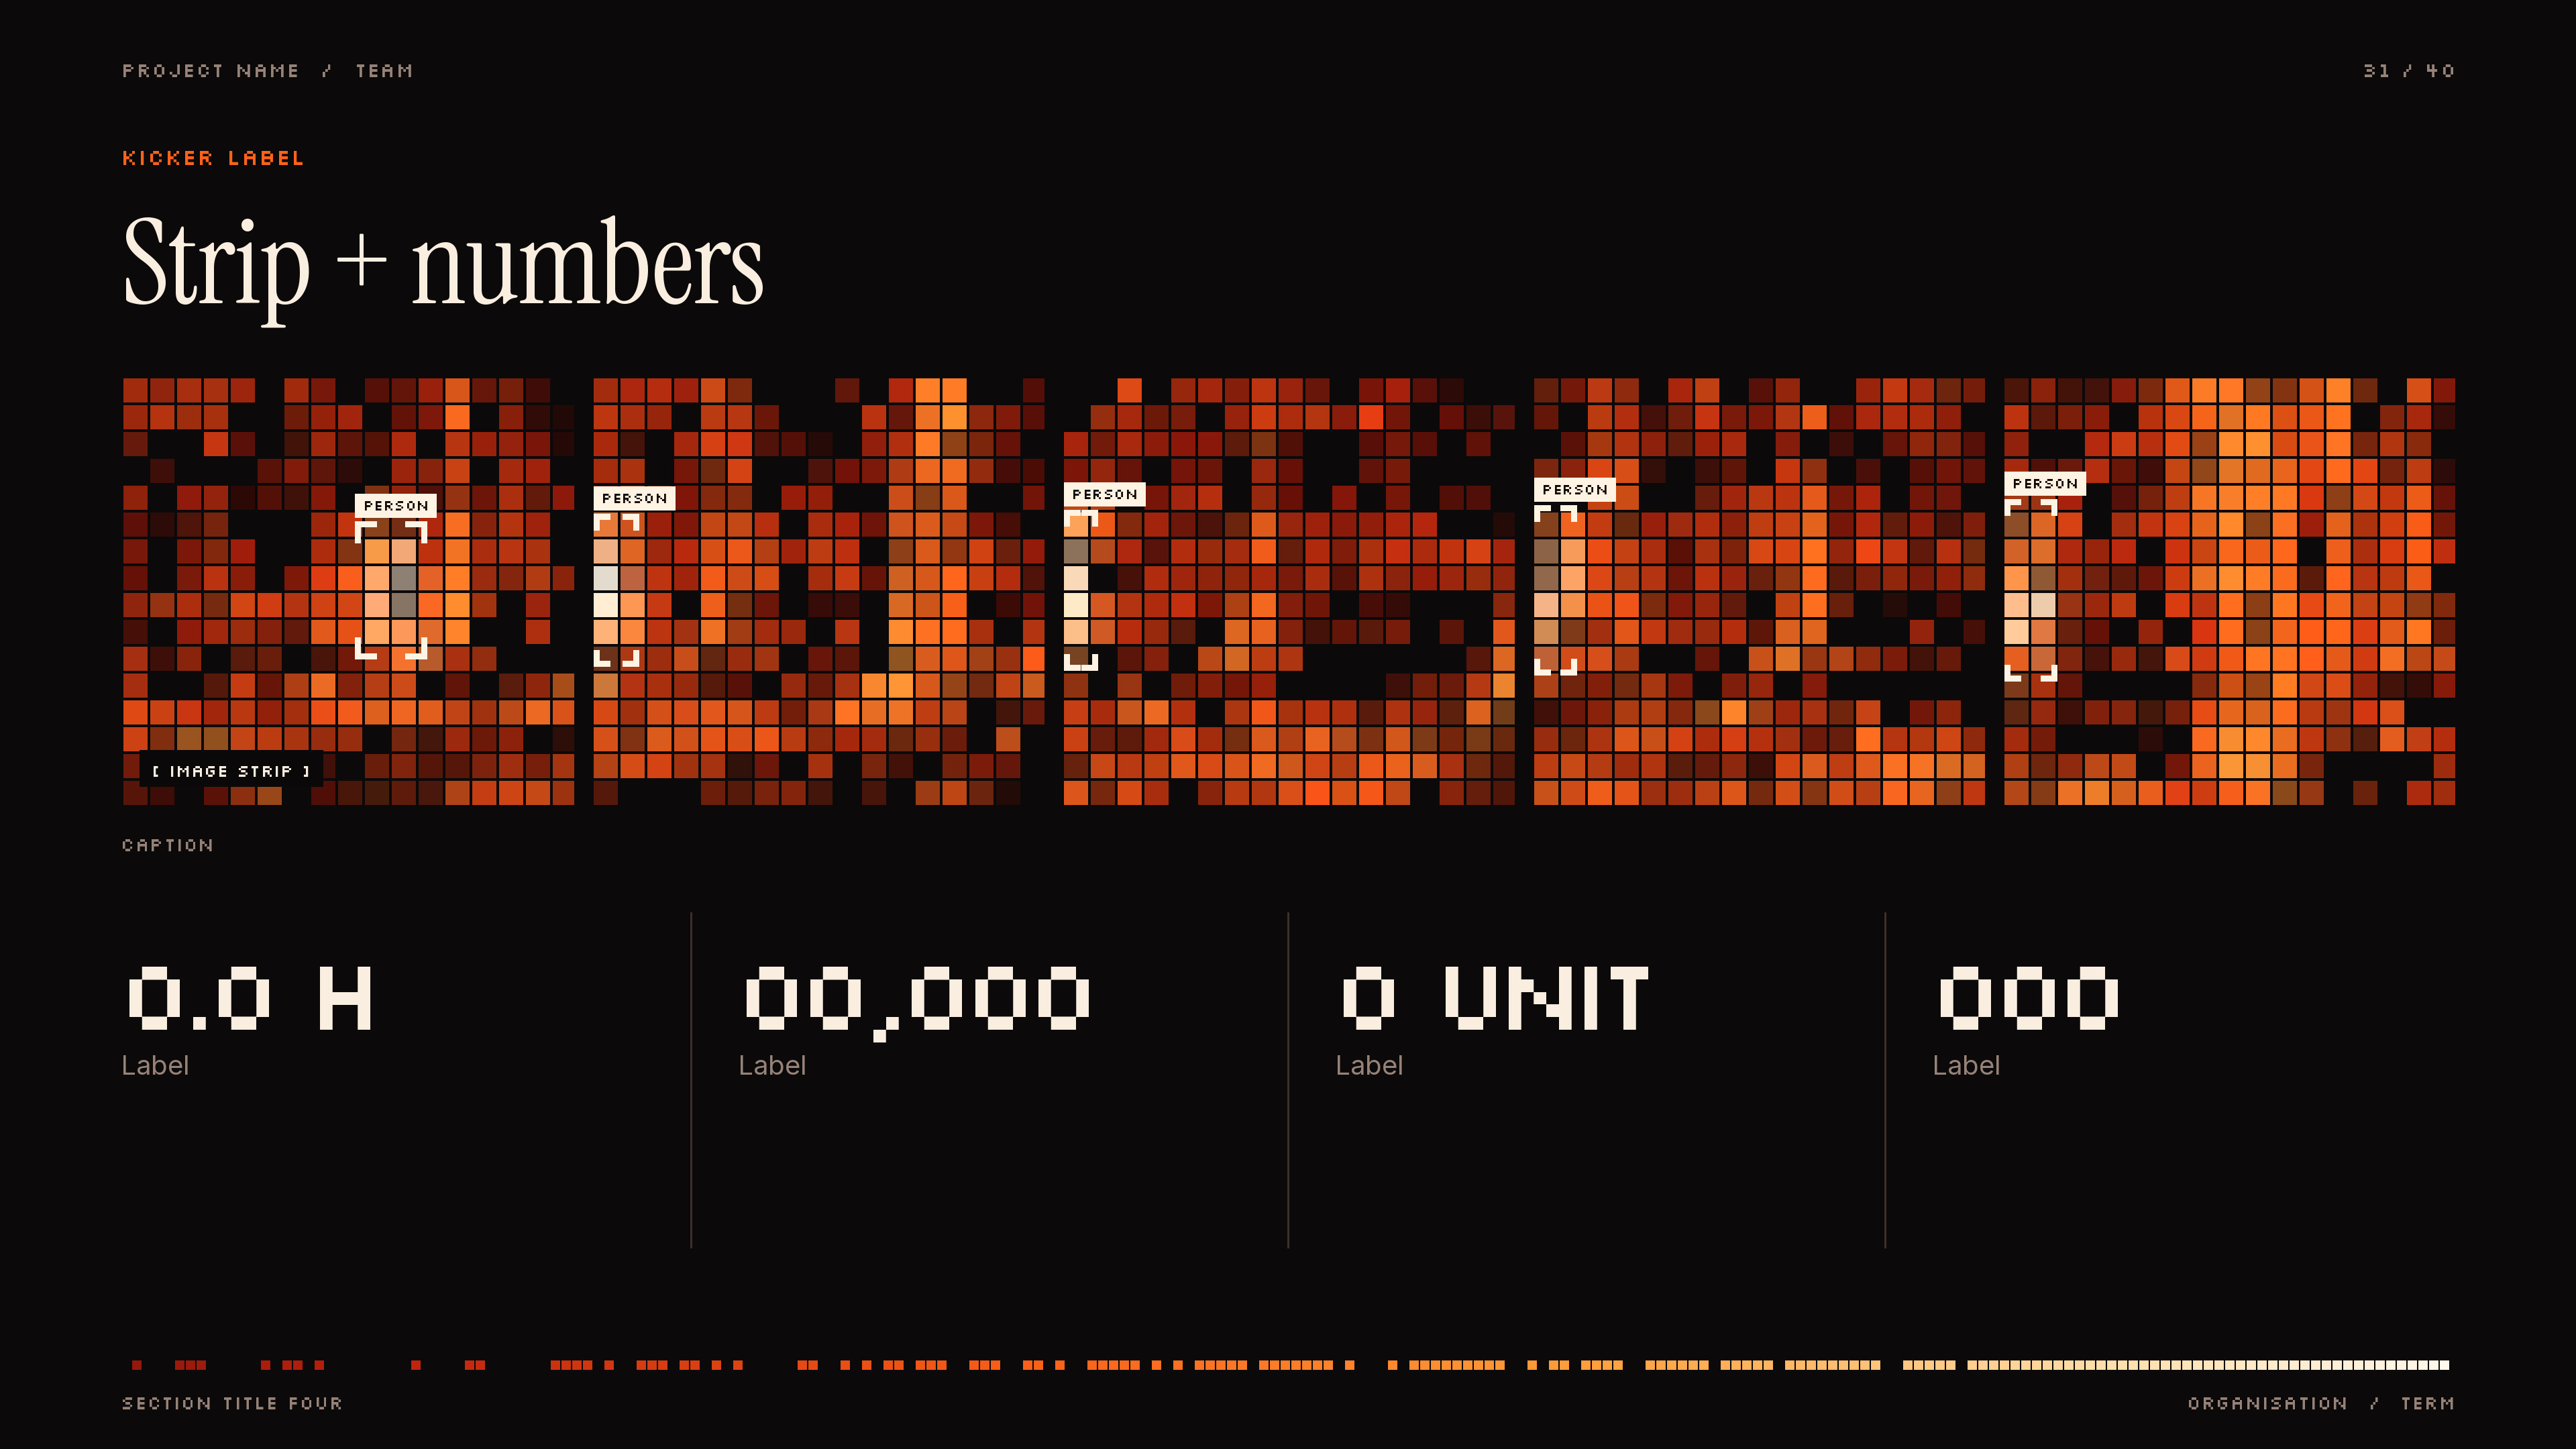 PROJECT NAME / TEAM
31 / 40
KICKER LABEL
Strip + numbers
PERSON
PERSON
PERSON
PERSON
PERSON
[ IMAGE STRIP ]
CAPTION
0.0 H
Label
00,000
Label
0 UNIT
Label
000
Label
SECTION TITLE FOUR
ORGANISATION / TERM